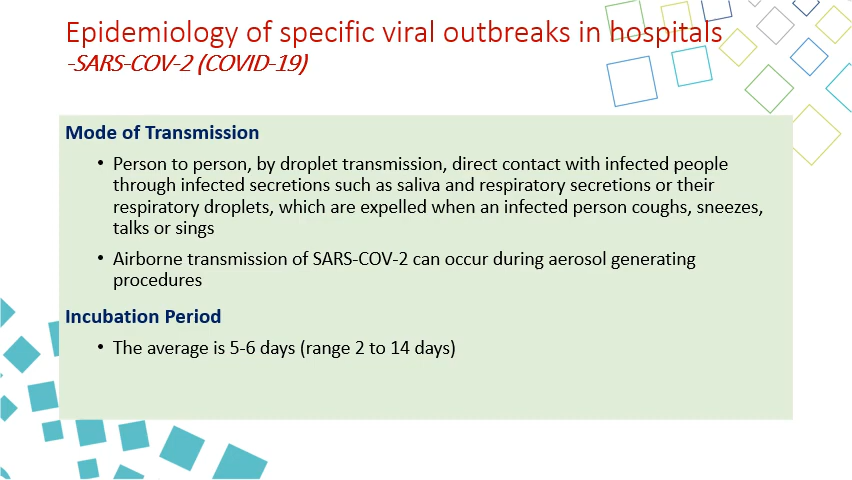 Epidemiology of specific viral outbreaks in hospitals
-SARS-COV-2 (COVID-19)
Mode of Transmission
• Person to person, by droplet transmission, direct contact with infected people
through infected secretions such as saliva and respiratory secretions or their
respiratory droplets, which are expelled when an infected person coughs, sneezes,
talks or sings
• Airborne transmission of SARS-COV-2 can occur during aerosol generating
procedures
Incubation Period
• The average is 5-6 days (range 2 to 14 days)